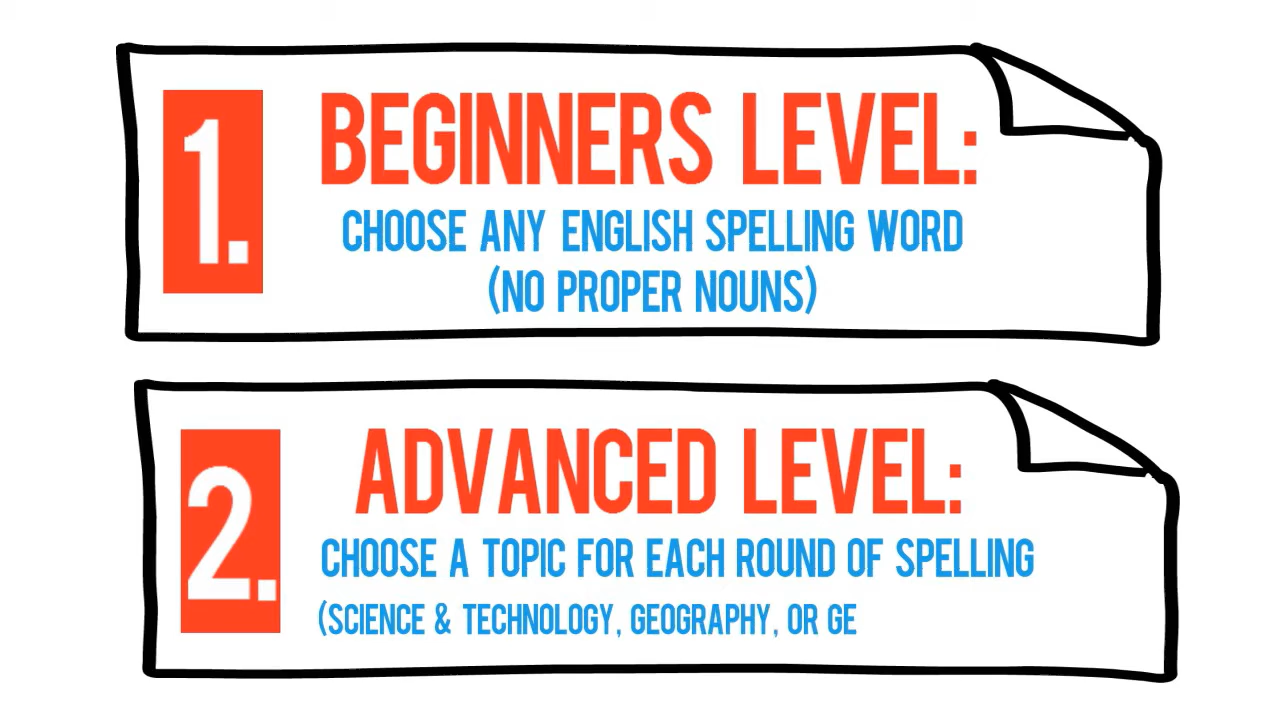 1.
BEGINNERS LEVEL:
CHOOSE ANY ENGLISH SPELLING WORD
(NO PROPER NOUNS)
2.
ADVANCED LEVEL:
CHOOSE A TOPIC FOR EACH ROUND OF SPELLING
(SCIENCE & TECHNOLOGY, GEOGRAPHY, OR GE